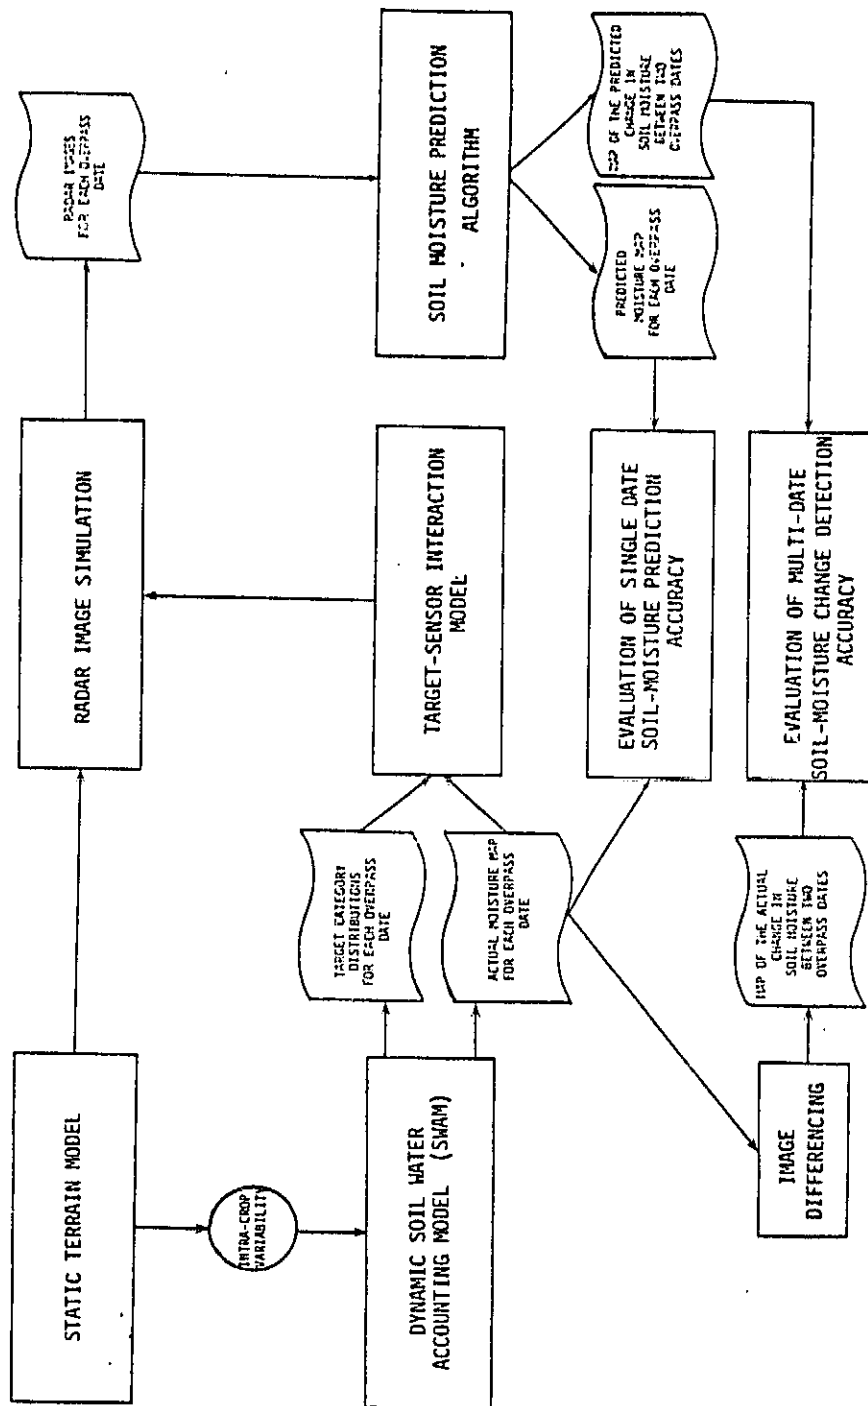 STATIC TERRAIN MODEL
RADAR IMAGE SIMULATION
RADAR IMAGES
FOR EACH OVERPASS
DATE
INTRA-CROP
VARIABILITY
DYNAMIC SOIL WATER
ACCOUNTING MODEL (SWAM)
TARGET CATEGORY
DISTRIBUTIONS
FOR EACH OVERPASS
DATE
ACTUAL MOISTURE MAP
FOR EACH OVERPASS
DATE
TARGET-SENSOR INTERACTION
MODEL
SOIL MOISTURE PREDICTION
ALGORITHM
PREDICTED
MOISTURE MAP
FOR EACH OVERPASS
DATE
MAP OF THE PREDICTED
CHANGE IN
SOIL MOISTURE
BETWEEN TWO
OVERPASS DATES
EVALUATION OF SINGLE DATE
SOIL-MOISTURE PREDICTION
ACCURACY
IMAGE
DIFFERENCING
MAP OF THE ACTUAL
CHANGE IN
SOIL MOISTURE
BETWEEN TWO
OVERPASS DATES
EVALUATION OF MULTI-DATE
SOIL-MOISTURE CHANGE DETECTION
ACCURACY